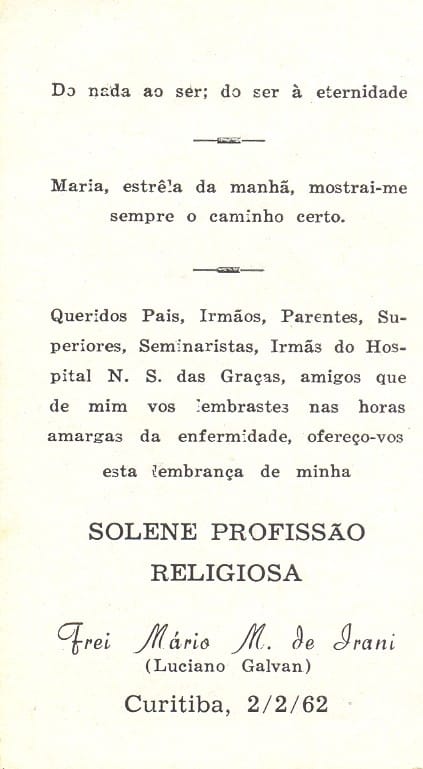 Do nada ao ser; do ser à eternidade
Maria, estrêla da manhã, mostrai-me
sempre o caminho certo.
Queridos Pais, Irmãos, Parentes, Su-
periores, Seminaristas, Irmãs do Hos-
pital N. S. das Graças, amigos que
de mim vos lembrastes nas horas
amargas da enfermidade, ofereço-vos
esta lembrança de minha
SOLENE PROFISSÃO
RELIGIOSA
Frei Mário M. de Irani
(Luciano Galvan)
Curitiba, 2/2/62